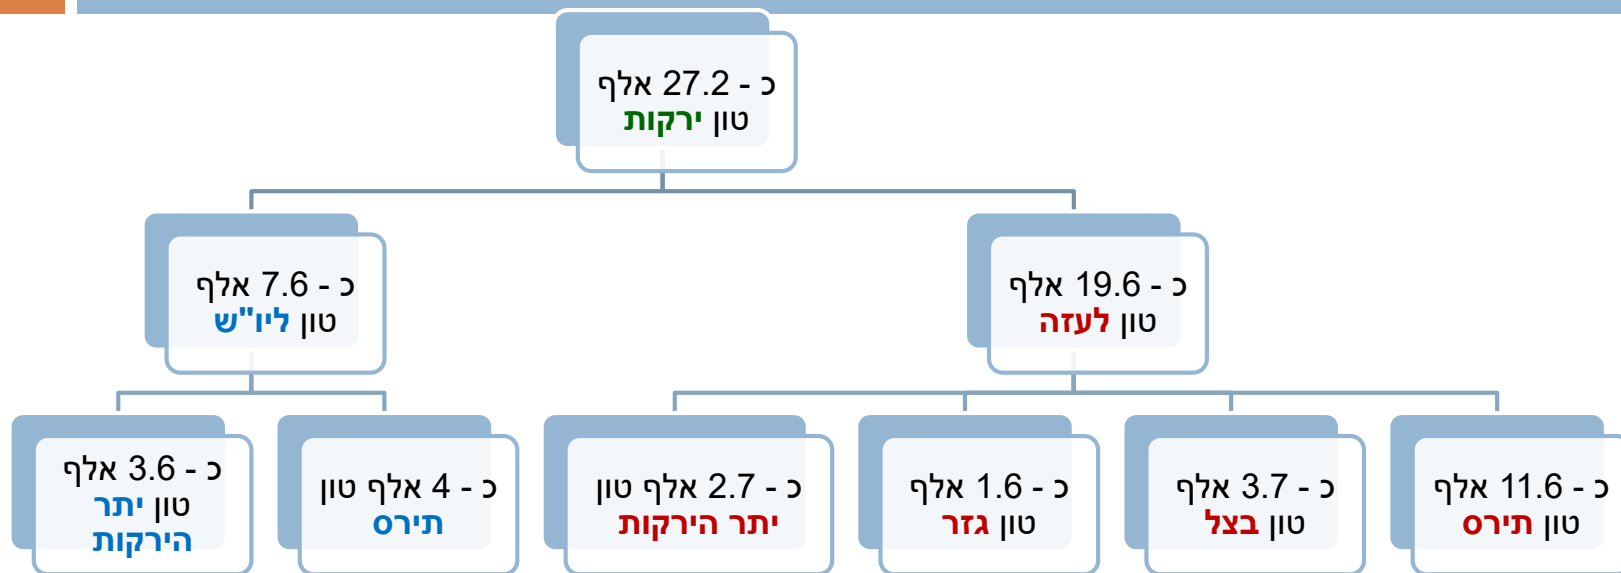 כ - 27.2 אלף
טון ירקות
כ - 19.6 אלף
טון לעזה
כ - 7.6 אלף
טון ליו"ש
כ - 11.6 אלף
טון תירס
כ - 3.7 אלף
טון בצל
כ - 1.6 אלף
טון גזר
כ - 2.7 אלף טון
יתר הירקות
כ - 4 אלף טון
תירס
כ - 3.6 אלף
טון יתר
הירקות